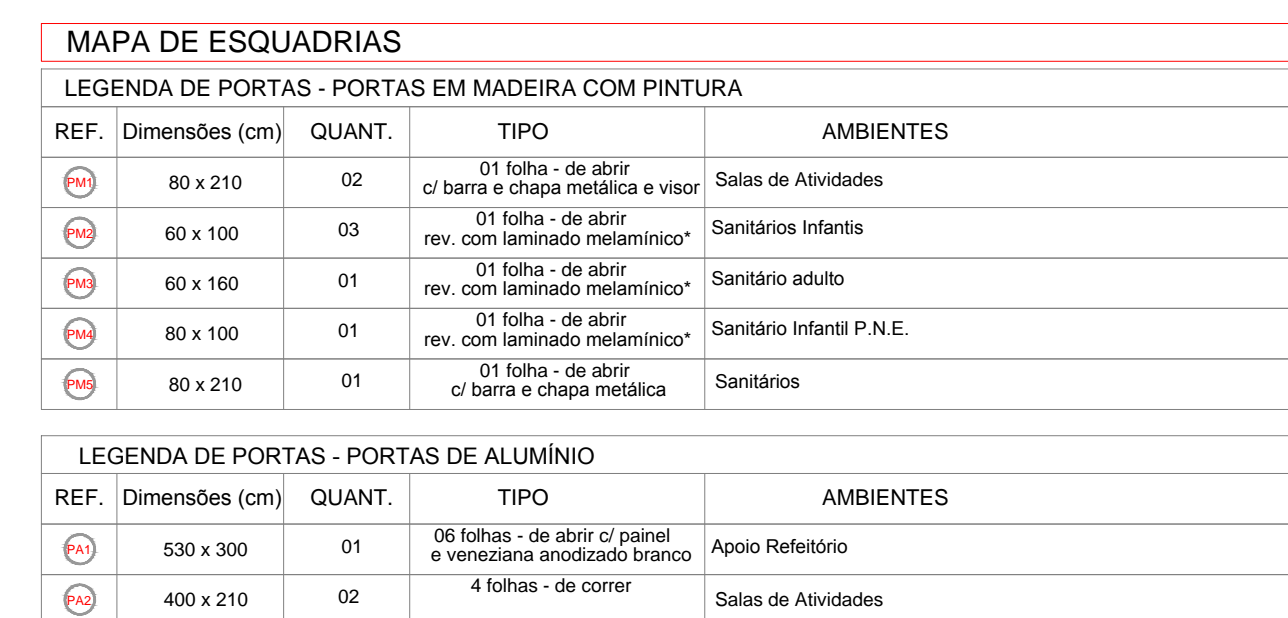 MAPA DE ESQUADRIAS
LEGENDA DE PORTAS - PORTAS EM MADEIRA COM PINTURA
REF. Dimensões (cm) QUANT. TIPO AMBIENTES
PM1 80 x 210 02 01 folha - de abrir
c/ barra e chapa metálica e visor Salas de Atividades
PM2 60 x 100 03 01 folha - de abrir
rev. com laminado melamínico* Sanitários Infantis
PM3 60 x 160 01 01 folha - de abrir
rev. com laminado melamínico* Sanitário adulto
PM4 80 x 100 01 01 folha - de abrir
rev. com laminado melamínico* Sanitário Infantil P.N.E.
PM5 80 x 210 01 01 folha - de abrir
c/ barra e chapa metálica Sanitários
LEGENDA DE PORTAS - PORTAS DE ALUMÍNIO
REF. Dimensões (cm) QUANT. TIPO AMBIENTES
PA1 530 x 300 01 06 folhas - de abrir c/ painel
e veneziana anodizado branco Apoio Refeitório
PA2 400 x 210 02 4 folhas - de correr Salas de Atividades